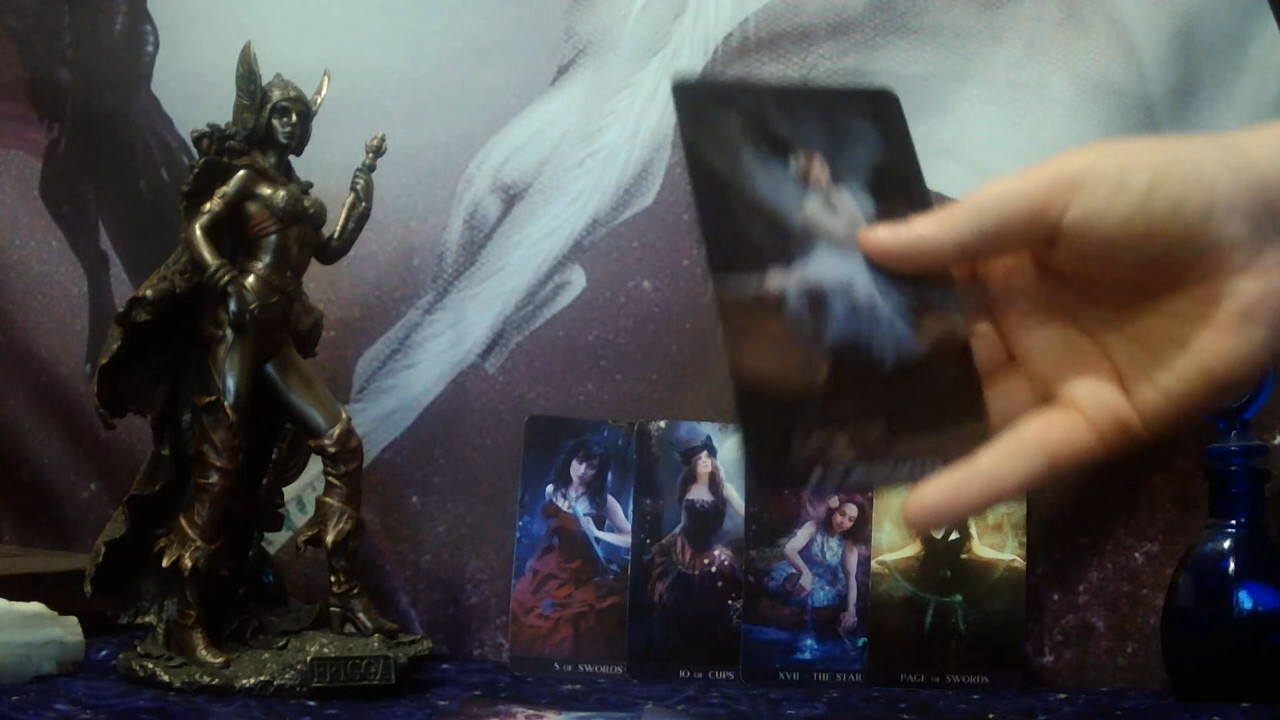 FRIGGA
5 OF SWORDS
10 OF CUPS
XVII THE STAR
PAGE OF SWORDS